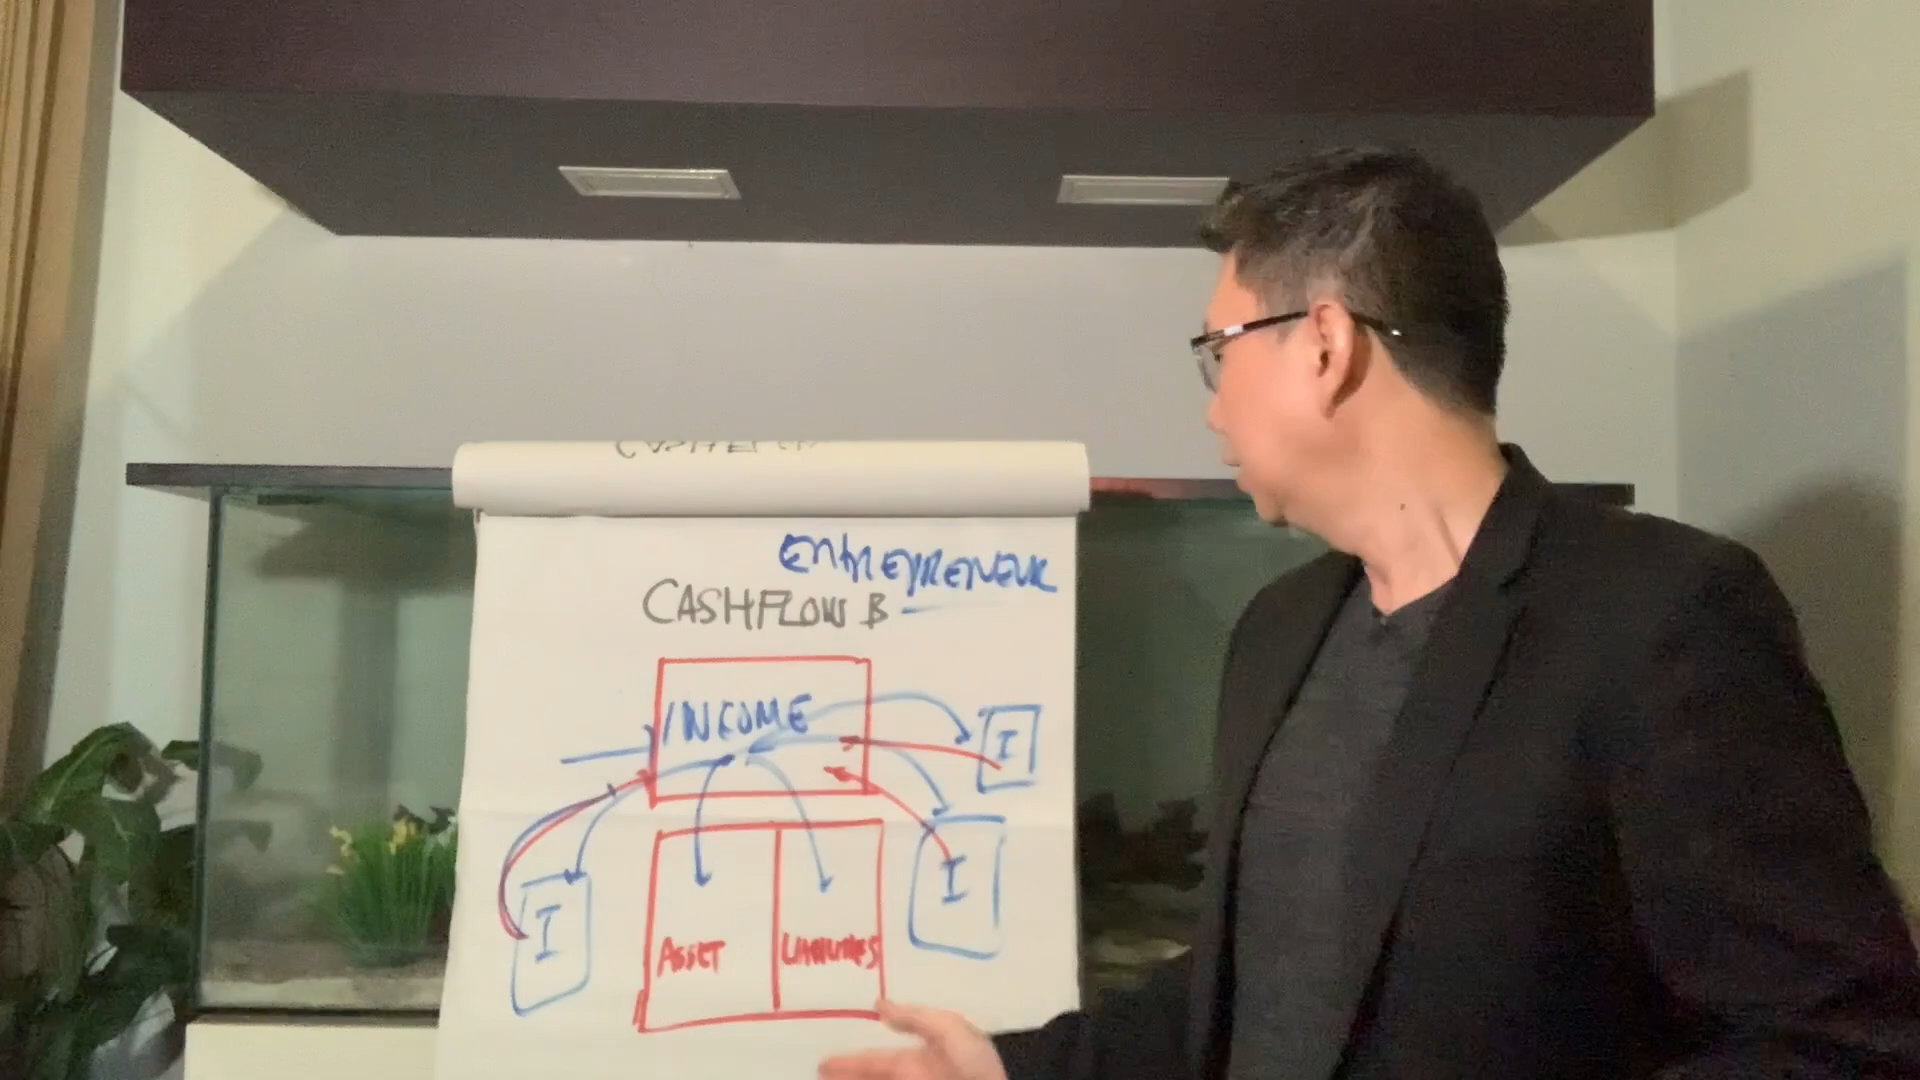 ENTREPRENEUR
CASHFLOW B
INCOME
I
I
I
ASSET LIABILITIES